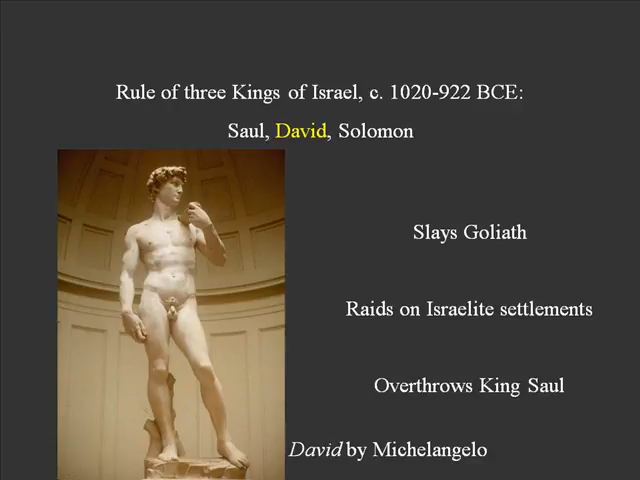 Rule of three Kings of Israel, c. 1020-922 BCE:
Saul, David, Solomon
Slays Goliath
Raids on Israelite settlements
Overthrows King Saul
David by Michelangelo